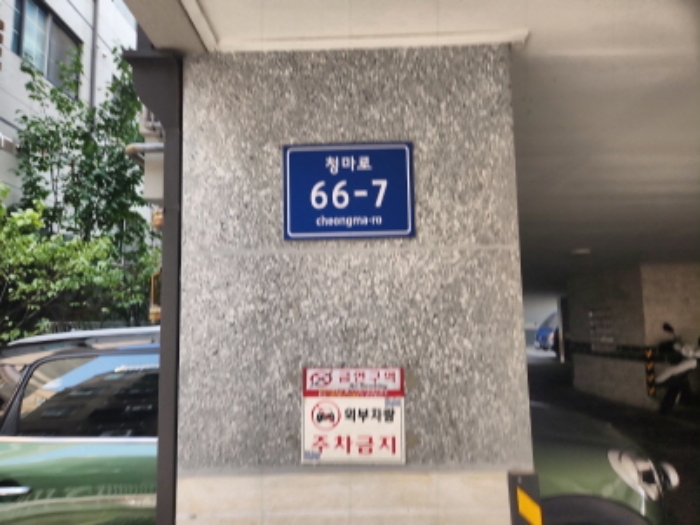 청마로
66-7
cheongma-ro
금연구역
외부차량
주차금지